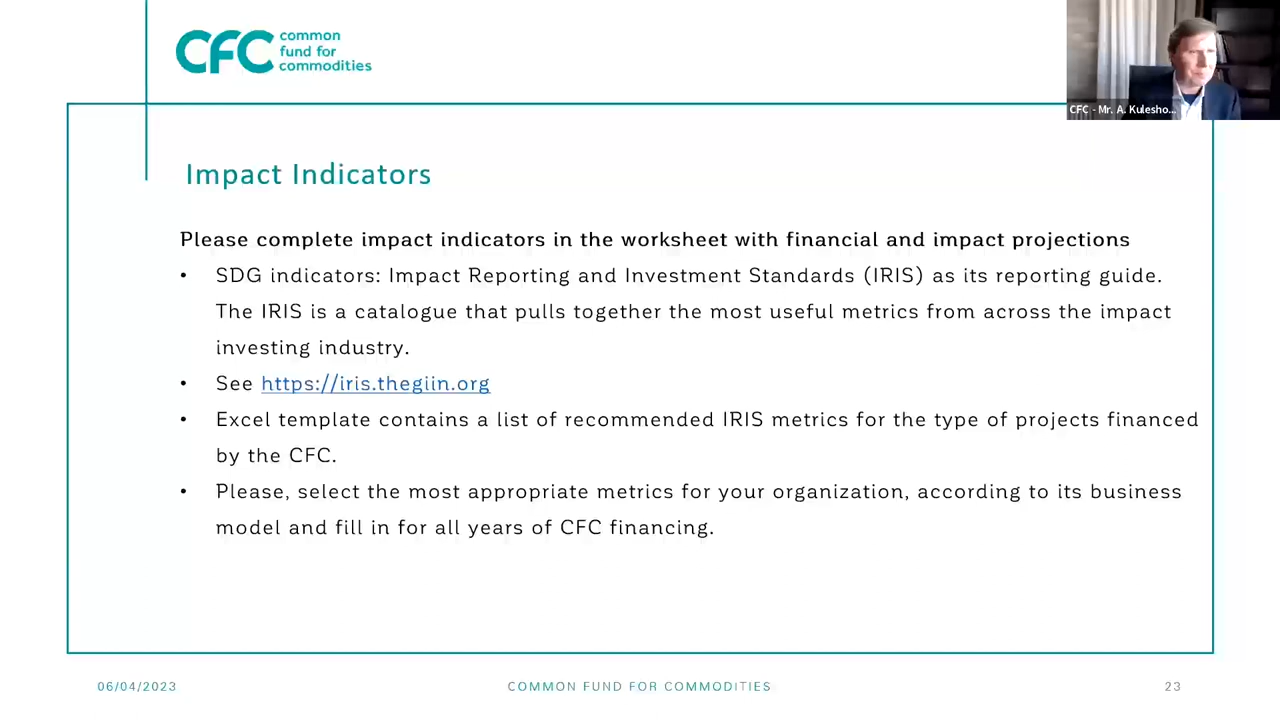 CFC common
fund for
commodities
CFC - Mr. A. Kulesho...
Impact Indicators
Please complete impact indicators in the worksheet with financial and impact projections
• SDG indicators: Impact Reporting and Investment Standards (IRIS) as its reporting guide.
The IRIS is a catalogue that pulls together the most useful metrics from across the impact
investing industry.
• See https://iris.thegiin.org
• Excel template contains a list of recommended IRIS metrics for the type of projects financed
by the CFC.
• Please, select the most appropriate metrics for your organization, according to its business
model and fill in for all years of CFC financing.
06/04/2023
COMMON FUND FOR COMMODITIES
23